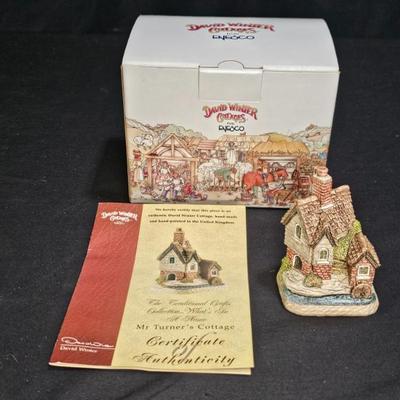 DAVID WINTER
COTTAGES
FOR
ENESCO
DAVID WINTER
COTTAGES
FOR
ENESCO
We hereby certify that this piece is an
authentic David Winter Cottage, hand-made
and hand-painted in the United Kingdom.
DAVID WINTER
COTTAGES
The Traditional Crafts
Collection... What's In
A Name
Mr Turner's Cottage
Certificate
of
Authenticity
David Winter